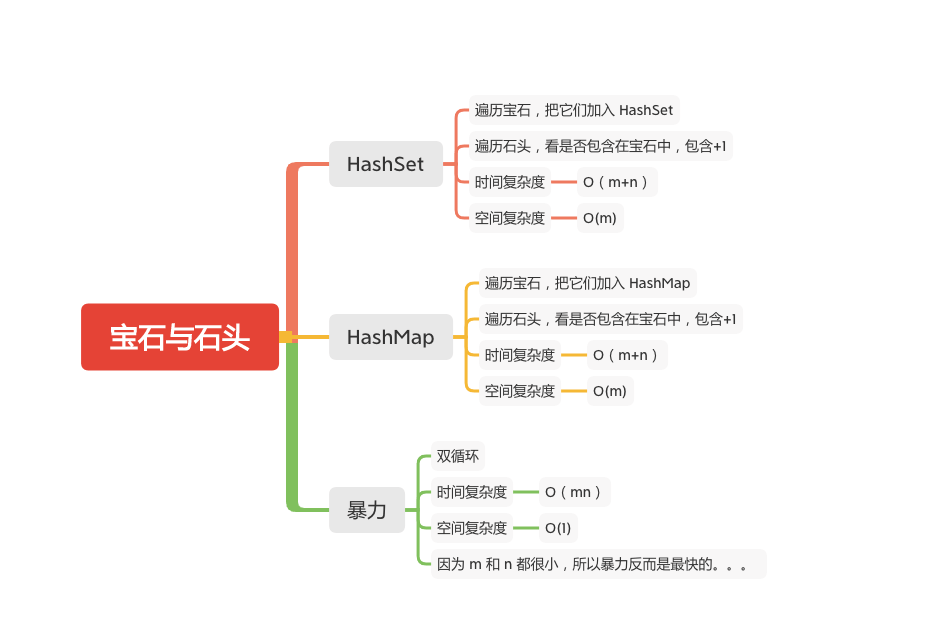 宝石与石头
HashSet
遍历宝石，把它们加入 HashSet
遍历石头，看是否包含在宝石中，包含+1
时间复杂度
O（m+n）
空间复杂度
O(m)
HashMap
遍历宝石，把它们加入 HashMap
遍历石头，看是否包含在宝石中，包含+1
时间复杂度
O（m+n）
空间复杂度
O(m)
暴力
双循环
时间复杂度
O（mn）
空间复杂度
O(1)
因为 m 和 n 都很小，所以暴力反而是最快的。。。